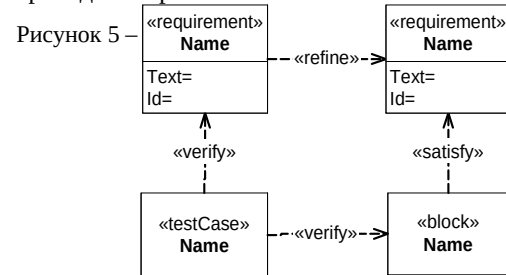 Рисунок 5 –
«requirement»
Name
Text=
Id=
«refine»
«requirement»
Name
Text=
Id=
«verify»
«satisfy»
«testCase»
Name
«verify»
«block»
Name